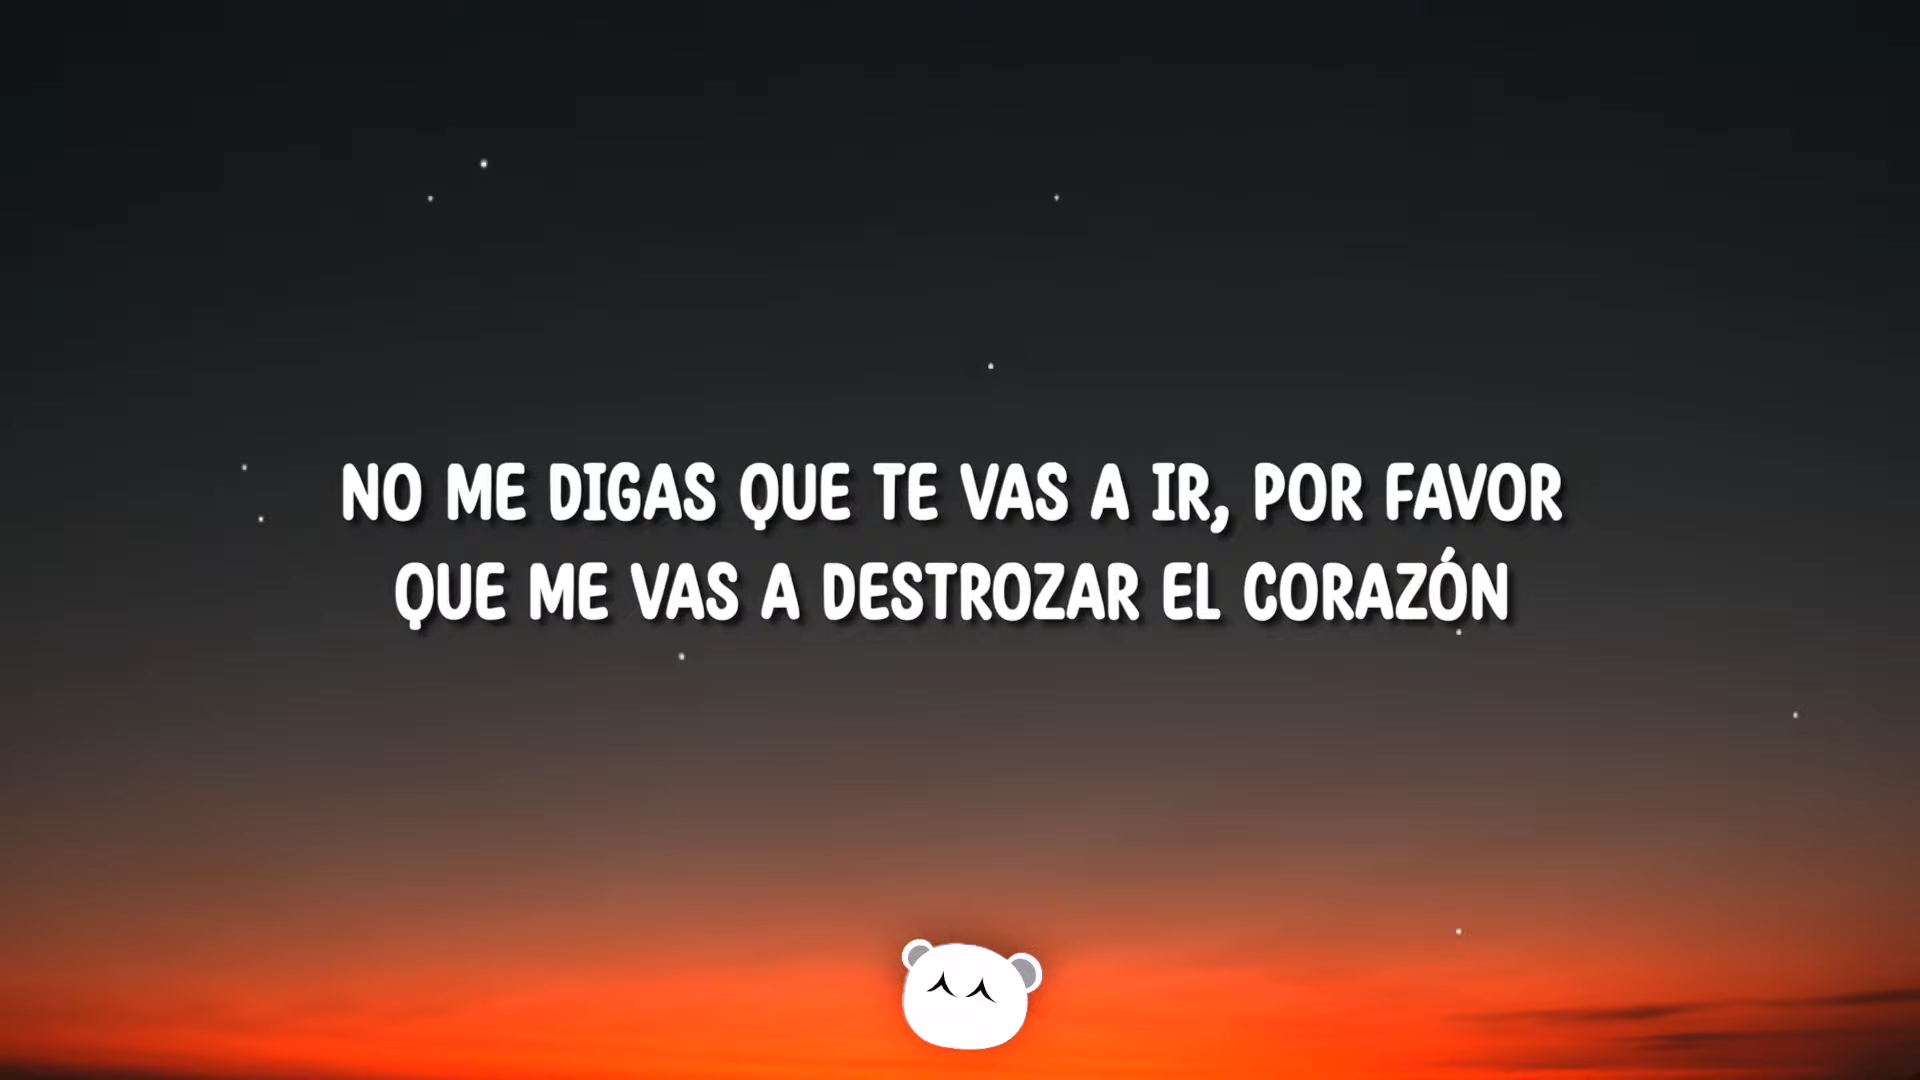 NO ME DIGAS QUE TE VAS A IR, POR FAVOR
QUE ME VAS A DESTROZAR EL CORAZÓN